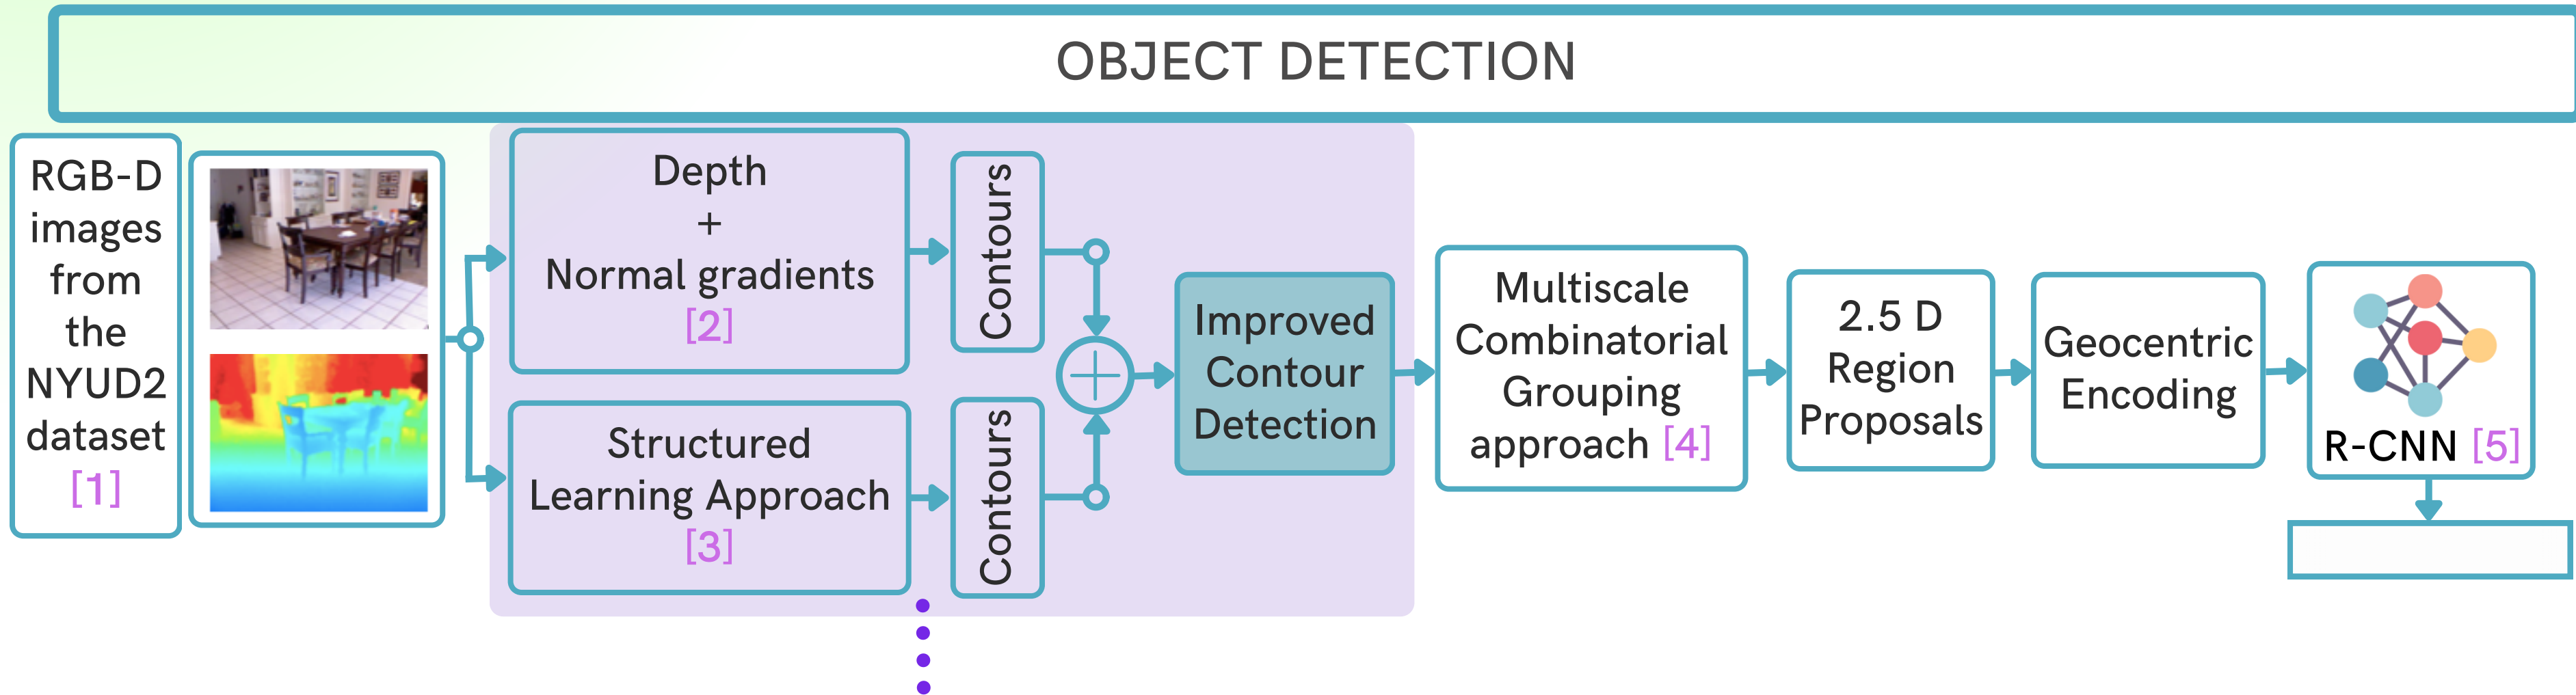 OBJECT DETECTION
RGB-D
images
from
the
NYUD2
dataset
[1]
Depth
+
Normal gradients
[2]
Contours
Structured
Learning Approach
[3]
Contours
Improved
Contour
Detection
Multiscale
Combinatorial
Grouping
approach [4]
2.5 D
Region
Proposals
Geocentric
Encoding
R-CNN [5]